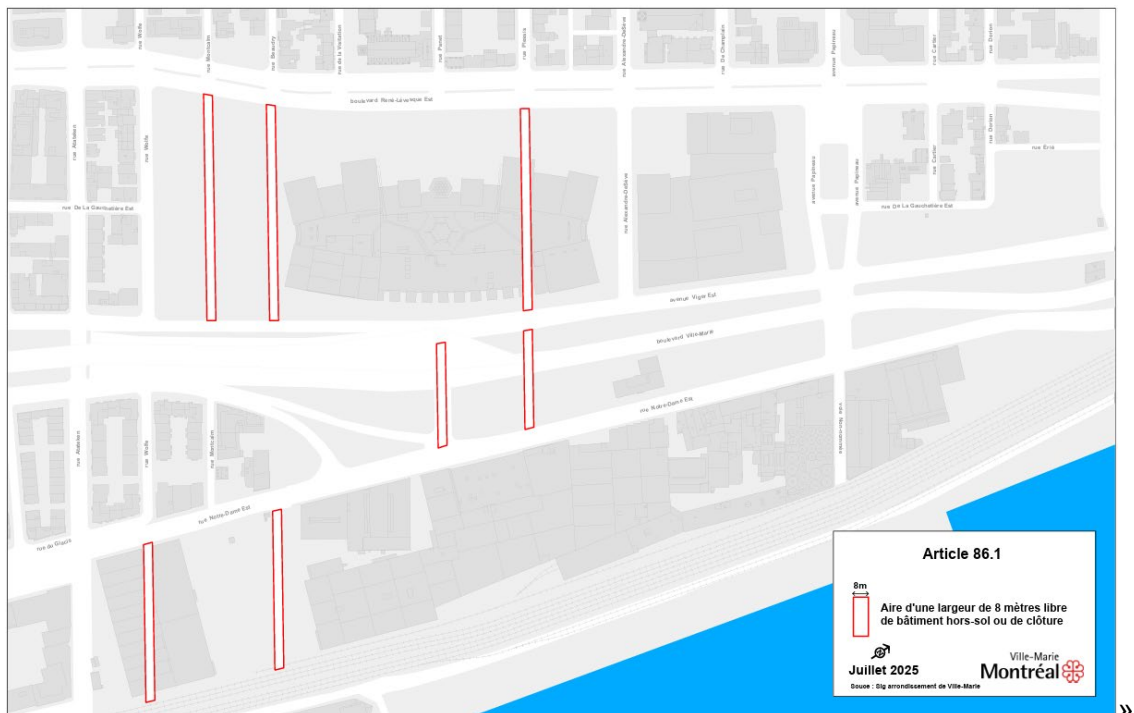 rue Wolfe
rue Montcalm
rue Beaudry
rue de la Visitation
rue Panet
rue Plessis
rue Alexandre-DeSève
rue De Champlain
avenue Papineau
rue Cartier
rue Dorion
boulevard René-Lévesque Est
rue Atateken
rue Wolfe
rue Alexandre-DeSève
avenue Papineau
avenue Papineau
rue Cartier
rue Dorion
rue Érié
rue De La Gauchetière Est
rue De La Gauchetière Est
avenue Viger Est
boulevard Ville-Marie
rue Notre-Dame Est
rue Atateken
rue Wolfe
rue Montcalm
rue Notre-Dame Est
Article 86.1
8m
Aire d'une largeur de 8 mètres libre
de bâtiment hors-sol ou de clôture
Juillet 2025
Ville-Marie
Montréal
Souce : Sig arrondissement de Ville-Marie
»